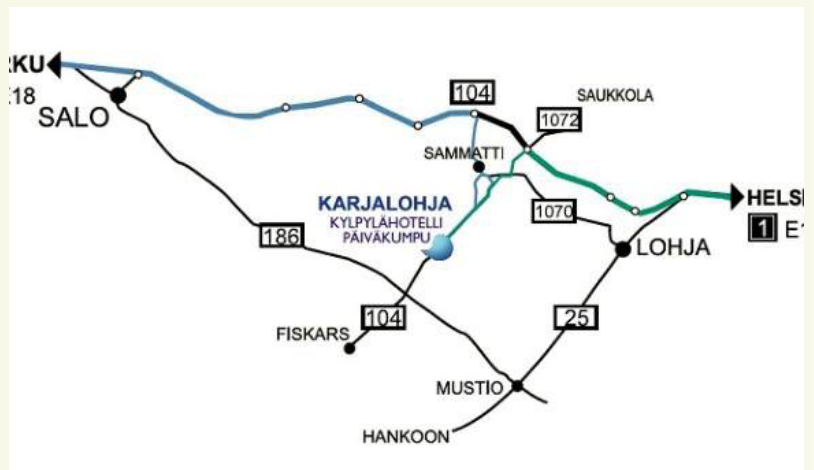 RKU
E18
SALO
104
SAUKKOLA
1072
SAMMATTI
KARJALOHJA
KYLPYLÄHOTELLI
PÄIVÄKUMPU
186
1070
HELSI
1 E1
LOHJA
104
25
FISKARS
MUSTIO
HANKOON